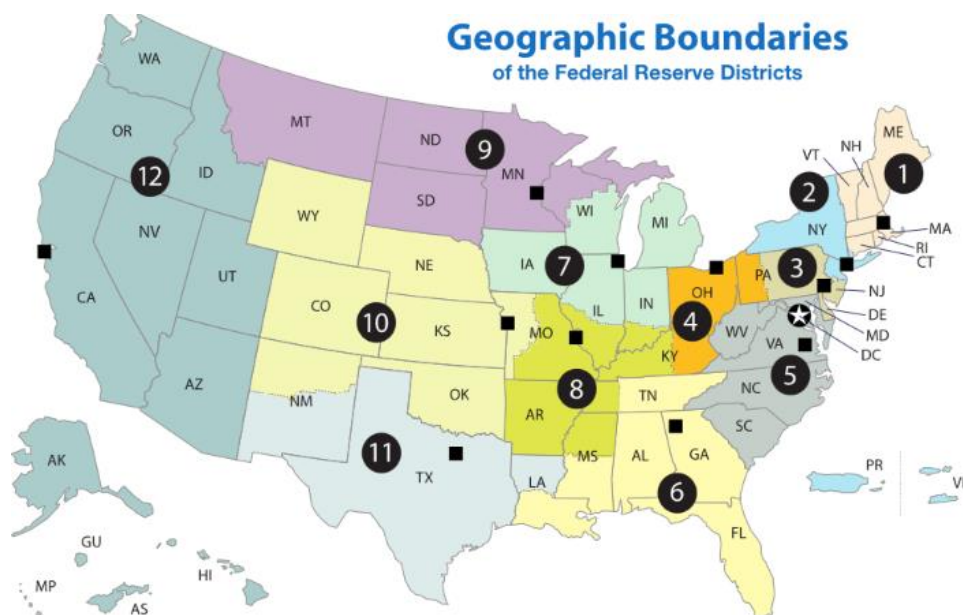 Geographic Boundaries
of the Federal Reserve Districts
WA
OR
ID
12
NV
CA
UT
AZ
MT
ND
9
MN
SD
WY
NE
CO
10
KS
OK
NM
11
TX
LA
WI
MI
IA
7
IL
IN
MO
8
KY
AR
MS
OH
4
PA
3
2
NY
VT
NH
ME
1
MA
RI
CT
NJ
DE
MD
DC
WV
VA
5
NC
SC
TN
AL
GA
6
FL
AK
GU
MP
AS
HI
PR
VI